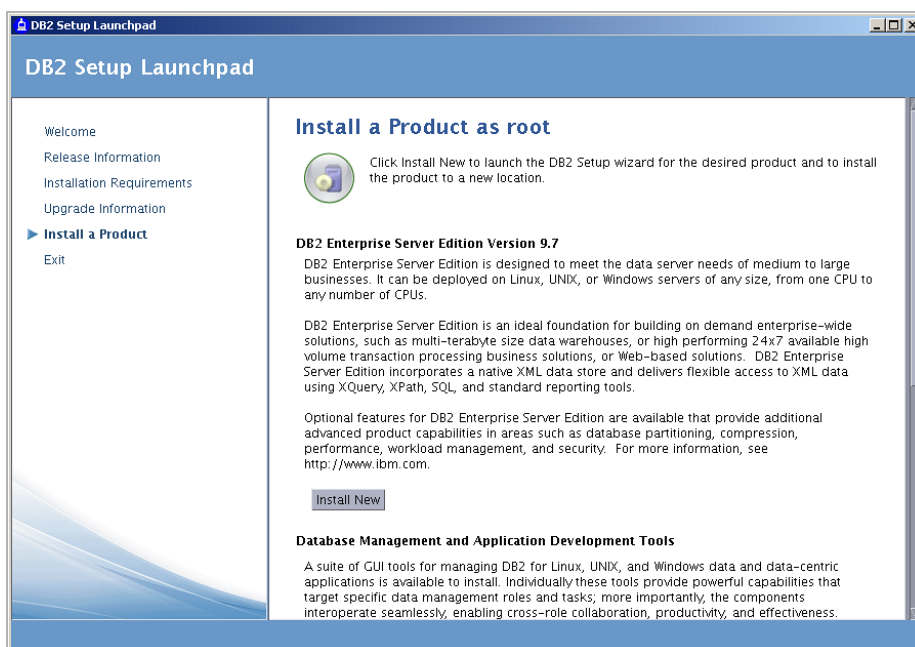 DB2 Setup Launchpad
DB2 Setup Launchpad
Welcome
Release Information
Installation Requirements
Upgrade Information
Install a Product
Exit
Install a Product as root
Click Install New to launch the DB2 Setup wizard for the desired product and to install
the product to a new location.
DB2 Enterprise Server Edition Version 9.7
DB2 Enterprise Server Edition is designed to meet the data server needs of medium to large
businesses. It can be deployed on Linux, UNIX, or Windows servers of any size, from one CPU to
any number of CPUs.
DB2 Enterprise Server Edition is an ideal foundation for building on demand enterprise-wide
solutions, such as multi-terabyte size data warehouses, or high performing 24x7 available high
volume transaction processing business solutions, or Web-based solutions. DB2 Enterprise
Server Edition incorporates a native XML data store and delivers flexible access to XML data
using XQuery, XPath, SQL, and standard reporting tools.
Optional features for DB2 Enterprise Server Edition are available that provide additional
advanced product capabilities in areas such as database partitioning, compression,
performance, workload management, and security. For more information, see
http://www.ibm.com.
Install New
Database Management and Application Development Tools
A suite of GUI tools for managing DB2 for Linux, UNIX, and Windows data and data-centric
applications is available to install. Individually these tools provide powerful capabilities that
target specific data management roles and tasks; more importantly, the components
interoperate seamlessly, enabling cross-role collaboration, productivity, and effectiveness.